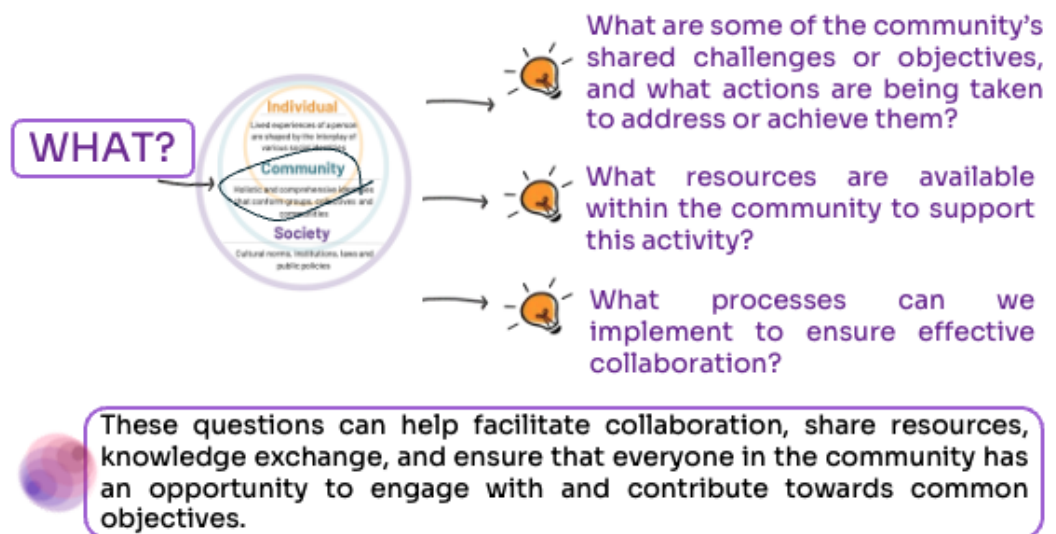 WHAT?
Individual
Lived experiences of a person
are shaped by the interplay of
various social
Community
Holistic and comprehensive
that conform groups, collectives and
communities
Society
Cultural norms, institutions, laws and
public policies
What are some of the community's
shared challenges or objectives,
and what actions are being taken
to address or achieve them?
What resources are available
within the community to support
this activity?
What processes can we
implement to ensure effective
collaboration?
These questions can help facilitate collaboration, share resources,
knowledge exchange, and ensure that everyone in the community has
an opportunity to engage with and contribute towards common
objectives.